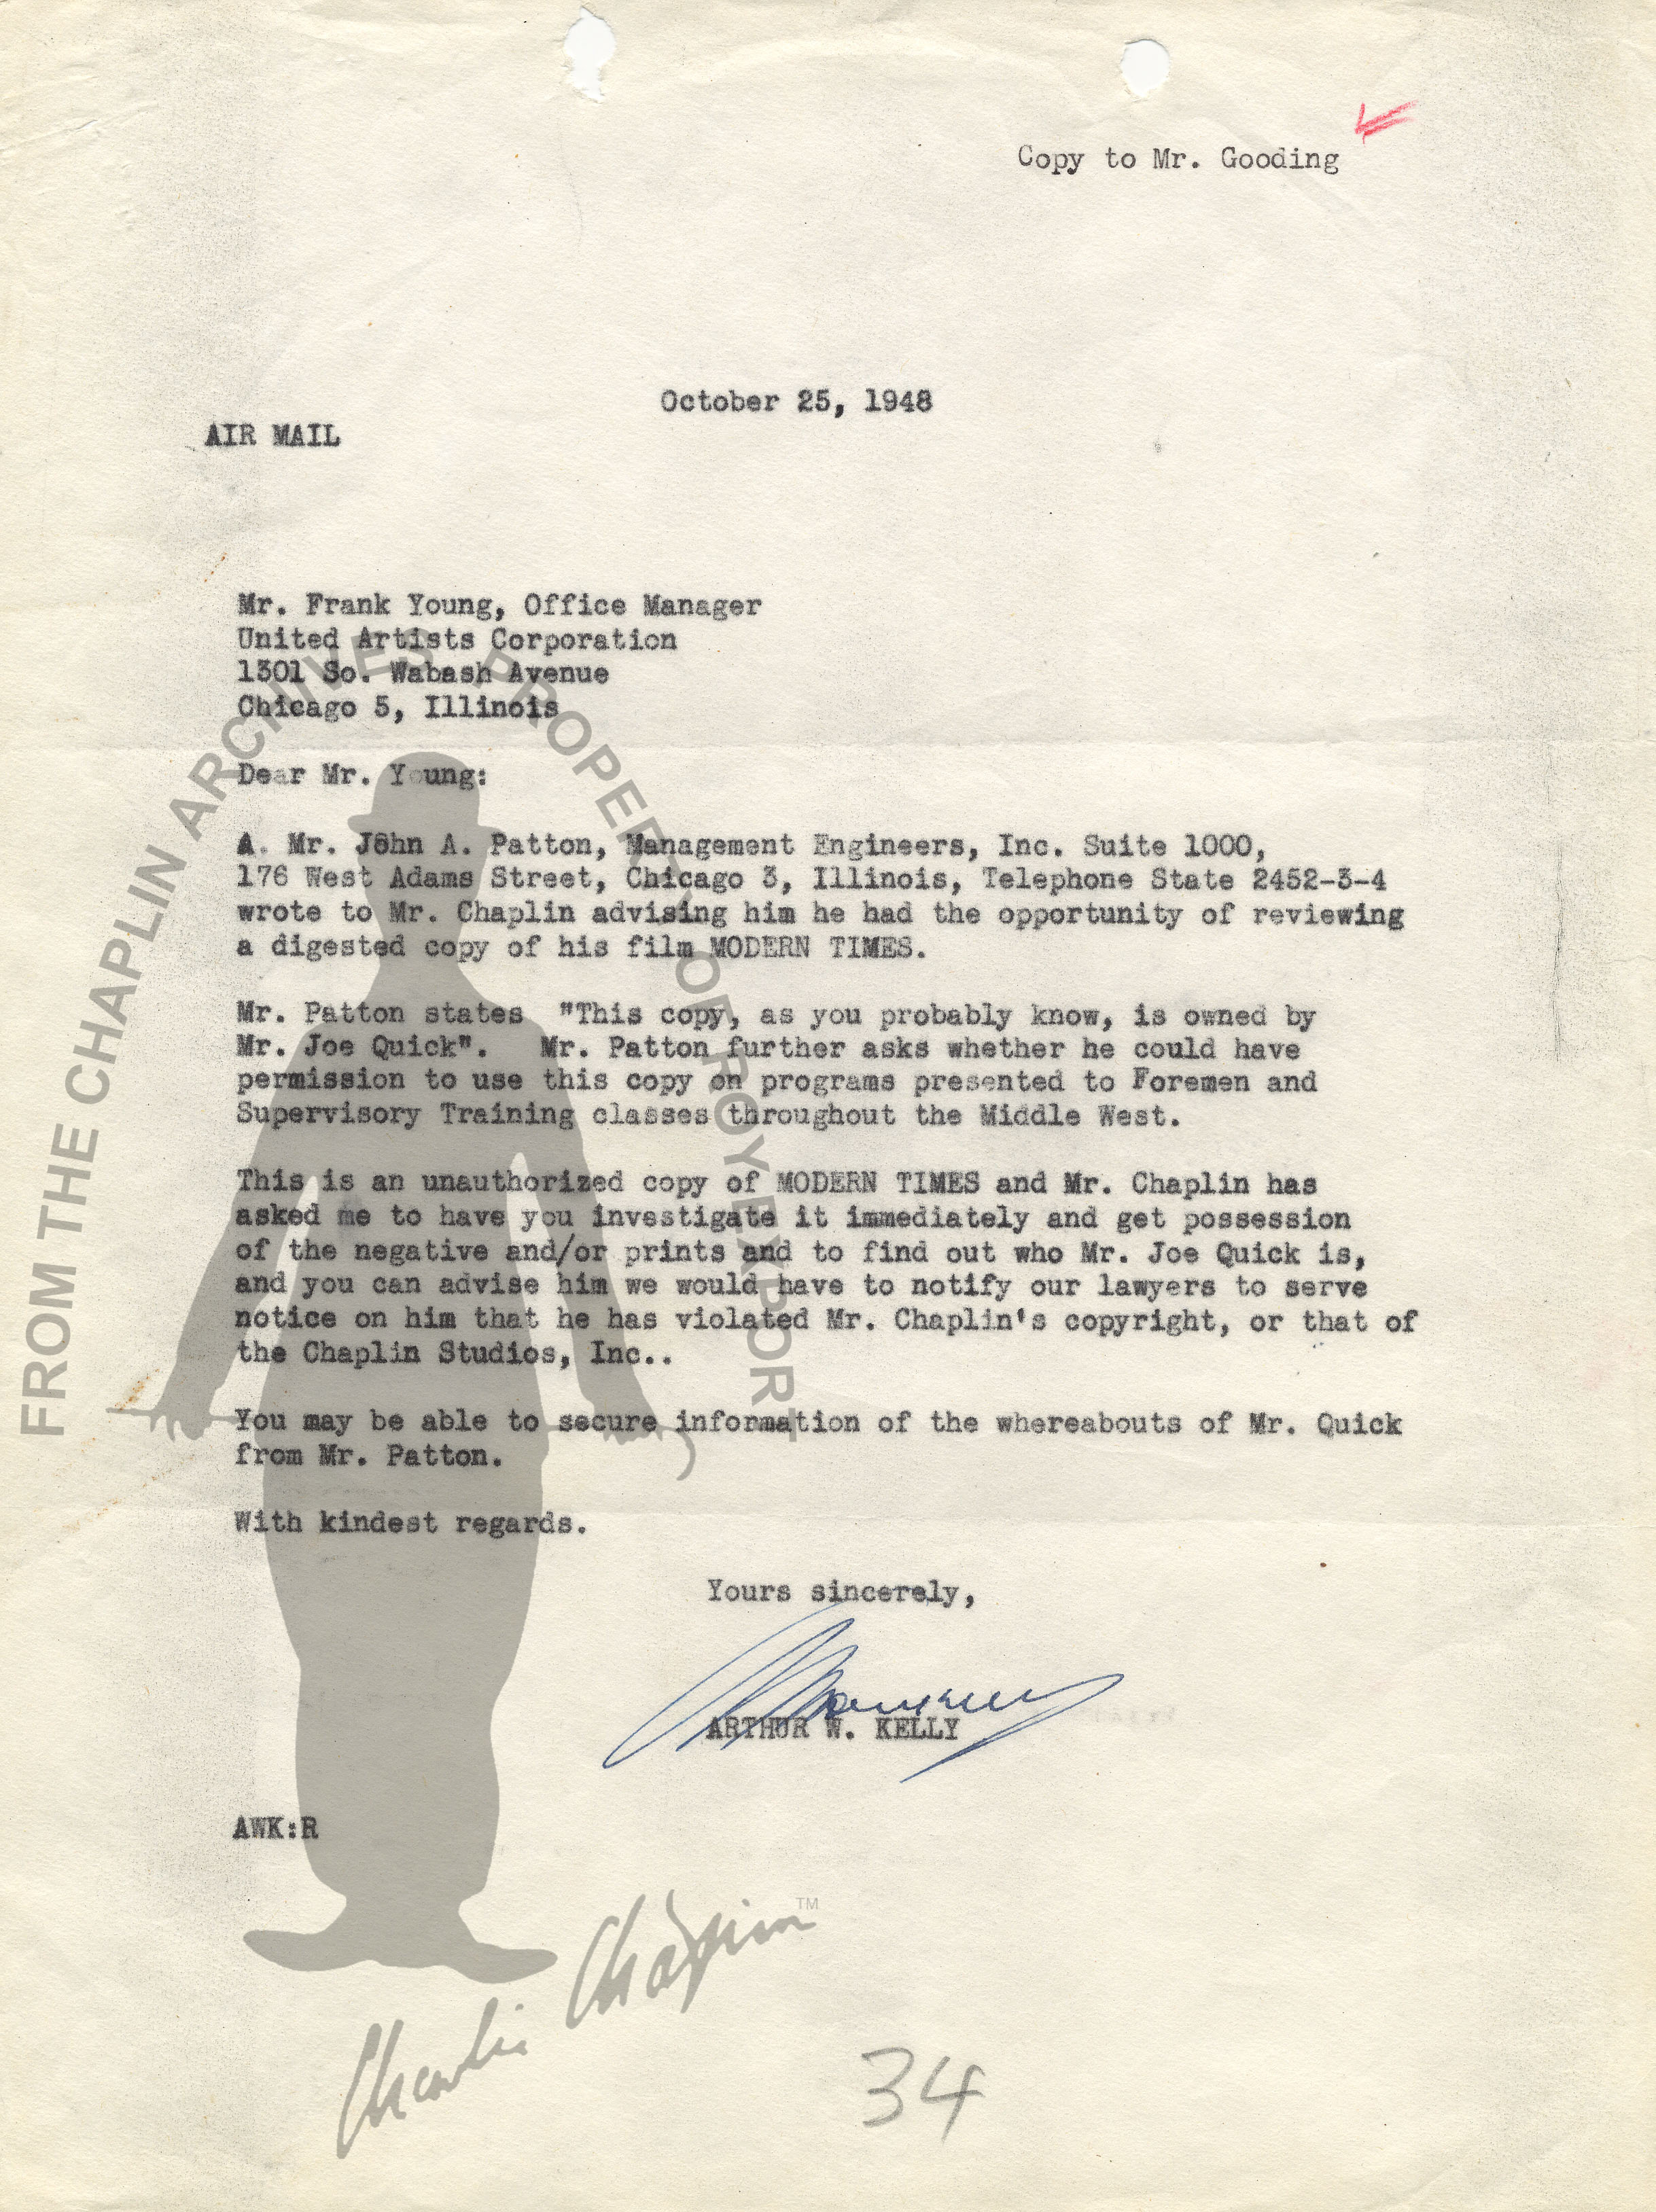 Copy to Mr. Gooding
October 25, 1948
AIR MAIL
Mr. Frank Young, Office Manager
United Artists Corporation
1301 So. Wabash Avenue
Chicago 5, Illinois
Dear Mr. Young:
A. Mr. John A. Patton, Management Engineers, Inc. Suite 1000,
176 West Adams Street, Chicago 3, Illinois, Telephone State 2452-3-4
wrote to Mr. Chaplin advising him he had the opportunity of reviewing
a digested copy of his film MODERN TIMES.
Mr. Patton states "This copy, as you probably know, is owned by
Mr. Joe Quick". Mr. Patton further asks whether he could have
permission to use this copy on programs presented to Foremen and
Supervisory Training classes throughout the Middle West.
This is an unauthorized copy of MODERN TIMES and Mr. Chaplin has
asked me to have you investigate it immediately and get possession
of the negative and/or prints and to find out who Mr. Joe Quick is,
and you can advise him we would have to notify our lawyers to serve
notice on him that he has violated Mr. Chaplin's copyright, or that of
the Chaplin Studios, Inc..
You may be able to secure information of the whereabouts of Mr. Quick
from Mr. Patton.
With kindest regards.
Yours sincerely,
ARTHUR W. KELLY
AWK:R
34
FROM THE CHAPLIN ARCHIVES PROPERTY OF ROY EXPORT
Charlie Chaplin TM